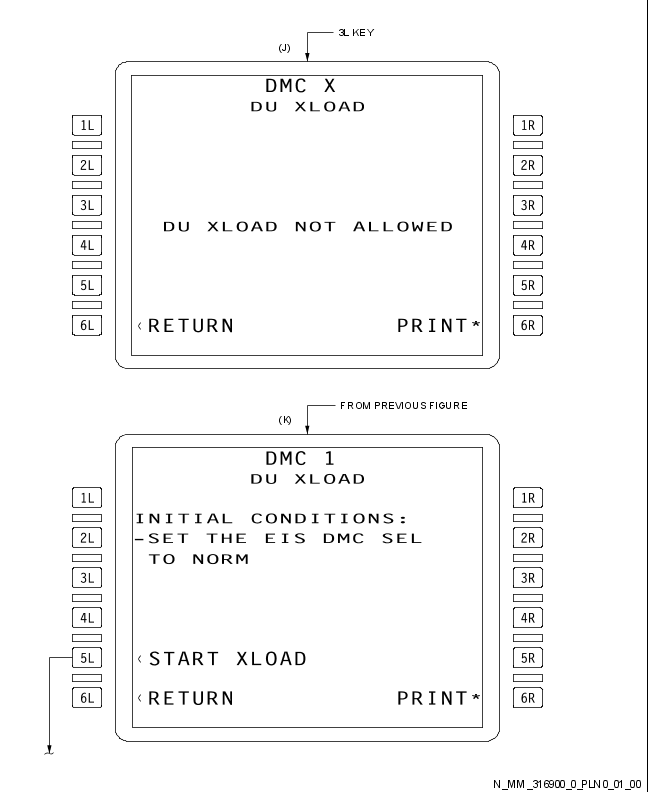 3L KEY
(J)
DMC X
DU XLOAD
1L
1R
2L
2R
3L
3R
DU XLOAD NOT ALLOWED
4L
4R
5L
5R
6L
<RETURN
PRINT*
6R
FROM PREVIOUS FIGURE
(K)
DMC 1
DU XLOAD
1L
1R
INITIAL CONDITIONS:
2L
-SET THE EIS DMC SEL
2R
TO NORM
3L
3R
4L
4R
5L
<START XLOAD
5R
6L
<RETURN
PRINT*
6R
N_MM_316900_0_PLN0_01_00